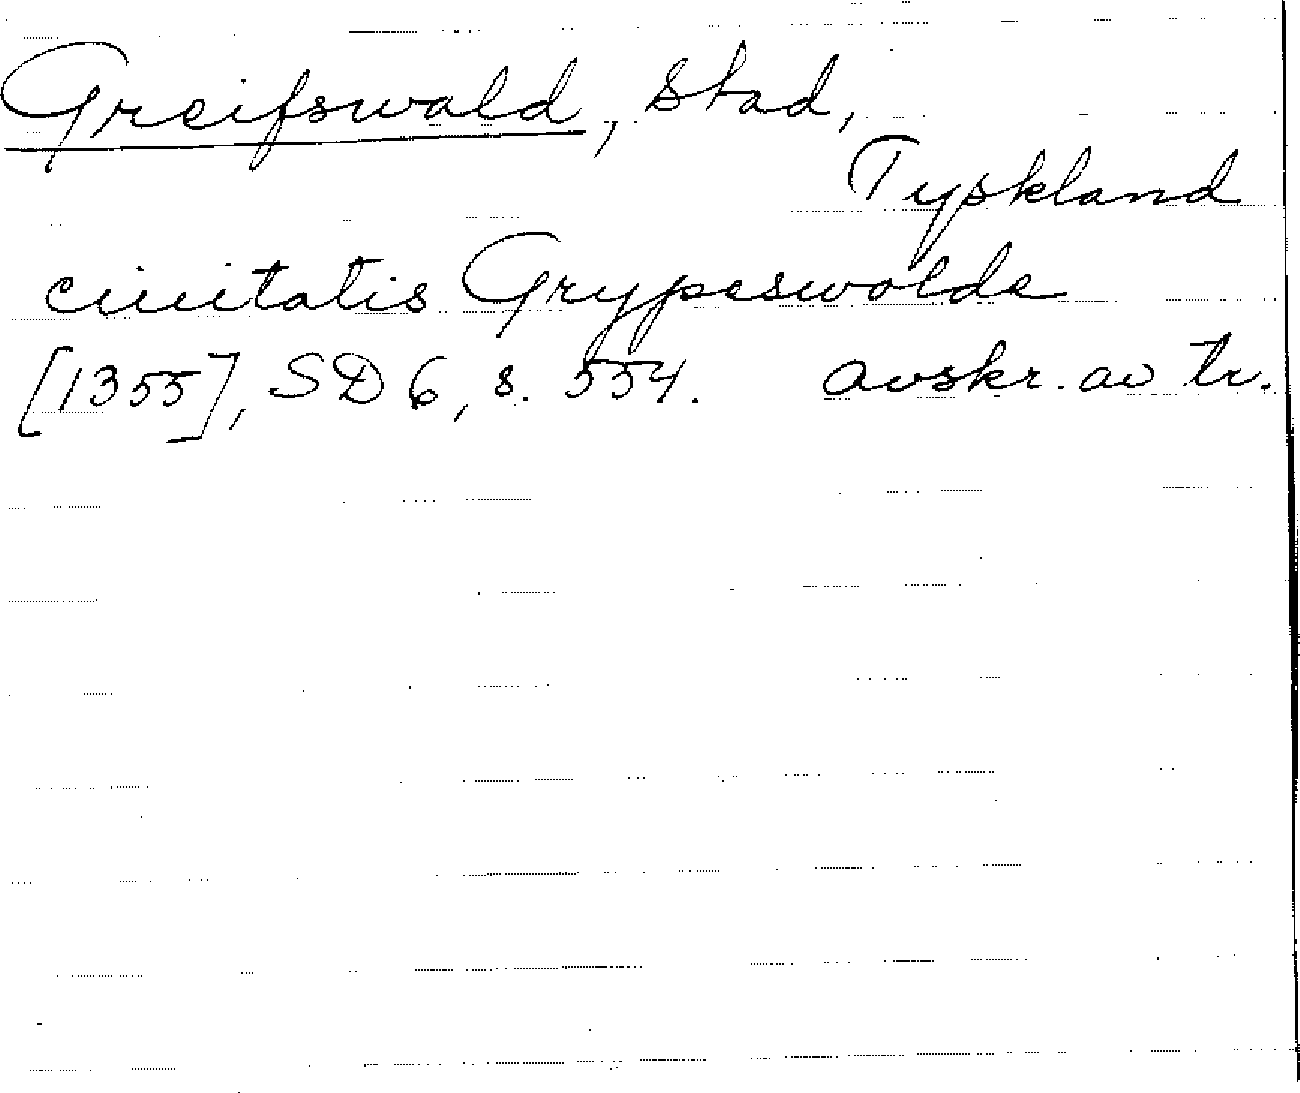 Greifswald, stad,
Tyskland
ciuitatis Grypeswolde
[1355], SD 6, s. 554. avskr. av tr.